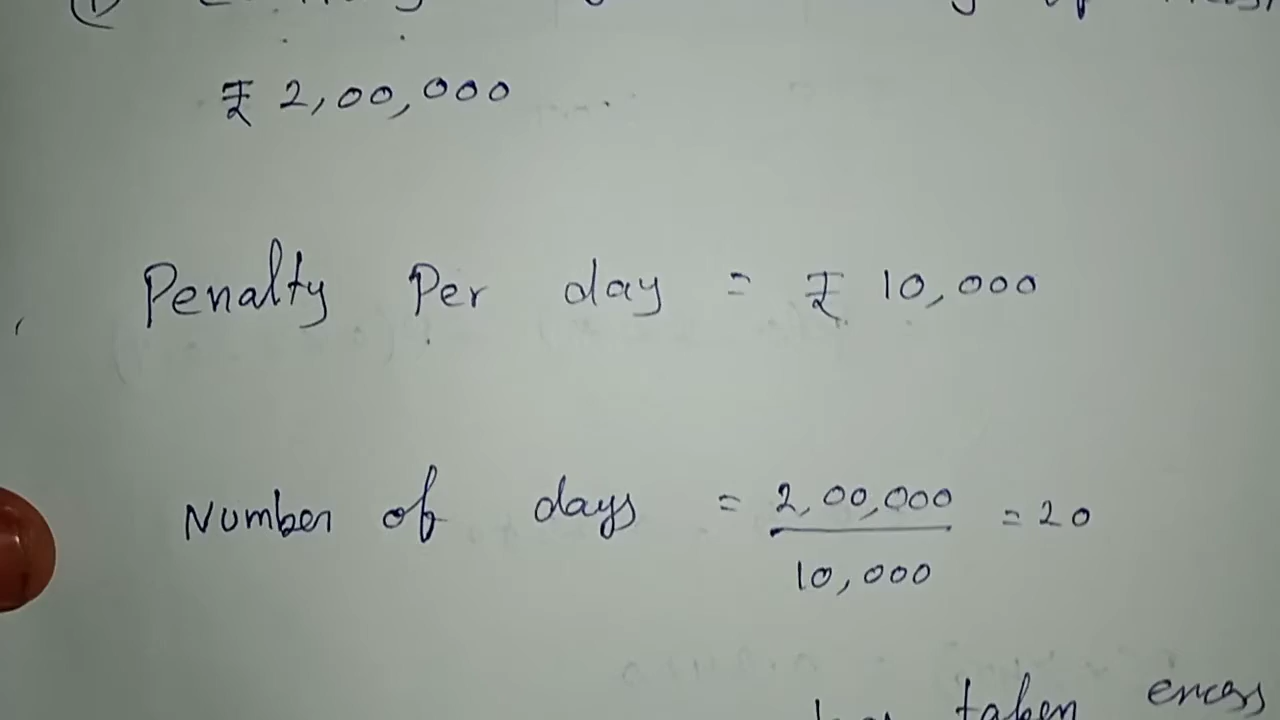 ₹ 2,00,000
Penalty Per day = ₹ 10,000
Number of days = 2,00,000 = 20
10,000
taken